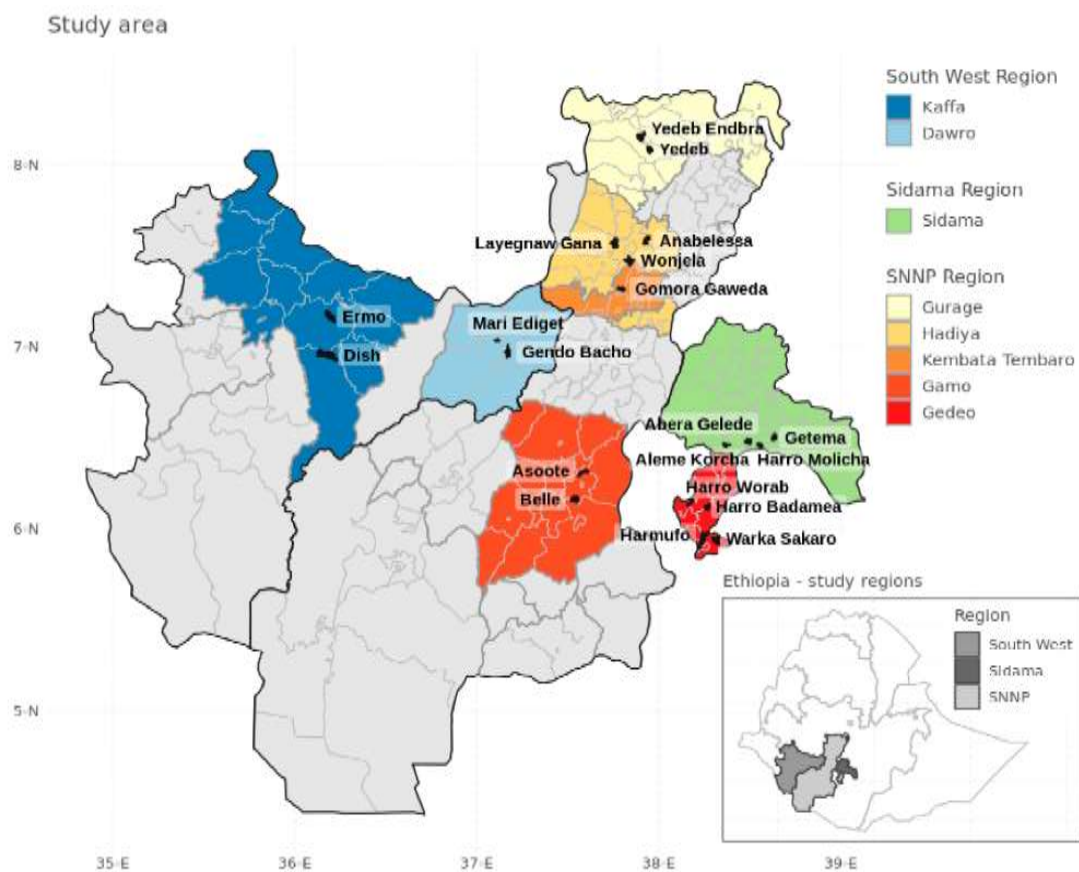 Study area
South West Region
Kaffa
Dawro
Sidama Region
Sidama
SNNP Region
Gurage
Hadiya
Kembata Tembaro
Gamo
Gedeo
8◦N
7◦N
6◦N
5◦N
Yedeb Endbra
Yedeb
Layegnaw Gana
Anabelessa
Wonjela
Gomora Gaweda
Ermo
Dish
Mari Ediget
Gendo Bacho
Abera Gelede
Getema
Aleme Korcha
Harro Molicha
Asoote
Belle
Harro Worab
Harro Badamea
Harmufo
Warka Sakaro
Ethiopia - study regions
Region
South West
Sidama
SNNP
35◦E
36◦E
37◦E
38◦E
39◦E